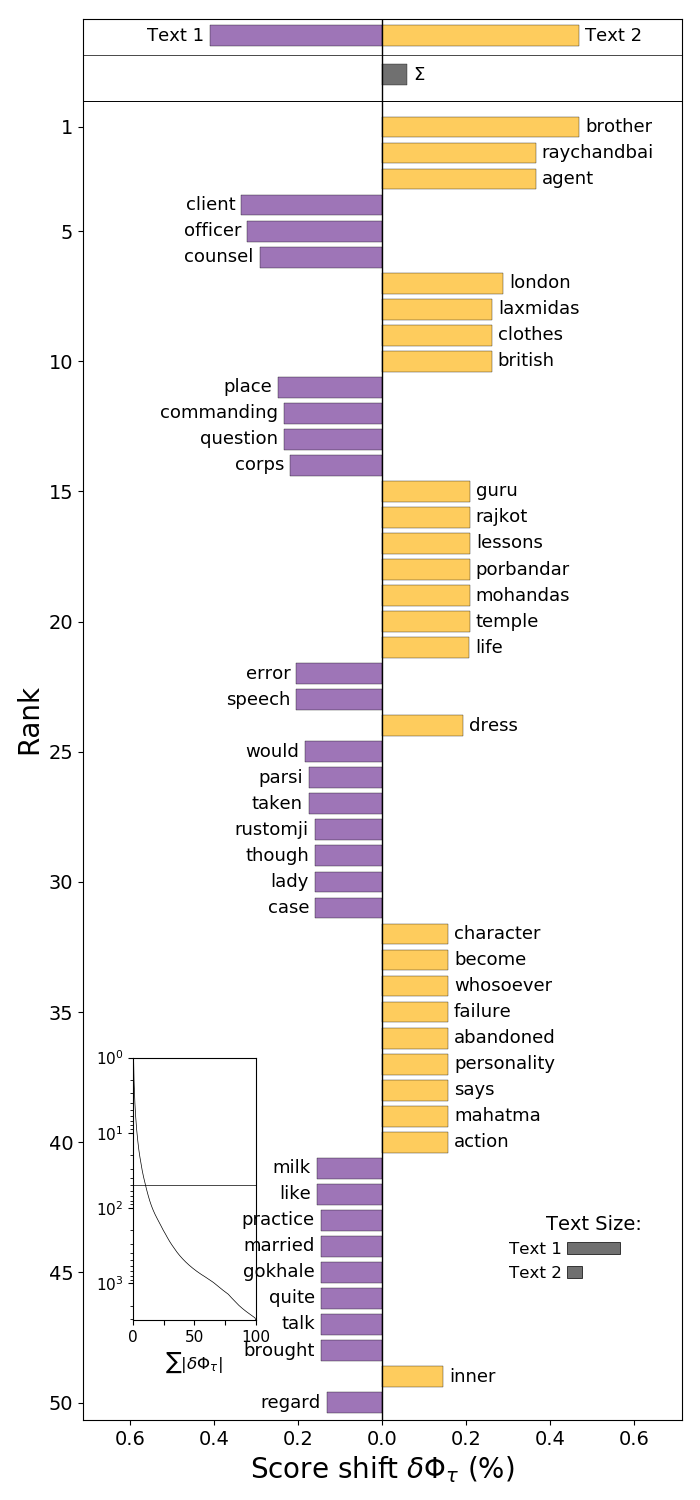 Text 1 Text 2
Σ
1 brother
raychandbai
agent
client
5 officer
counsel
london
laxmidas
clothes
10 british
place
commanding
question
corps
15 guru
rajkot
lessons
porbandar
mohandas
20 temple
life
error
speech
dress
25 would
parsi
taken
rustomji
though
30 lady
case
character
become
whosoever
35 failure
abandoned
personality
says
mahatma
40 action
milk
like
practice
married
45 gokhale
quite
talk
brought
inner
50 regard
Rank
10⁰
10¹
10²
10³
0 50 100
∑|δΦτ|
Text Size:
Text 1
Text 2
0.6 0.4 0.2 0.0 0.2 0.4 0.6
Score shift δΦτ (%)